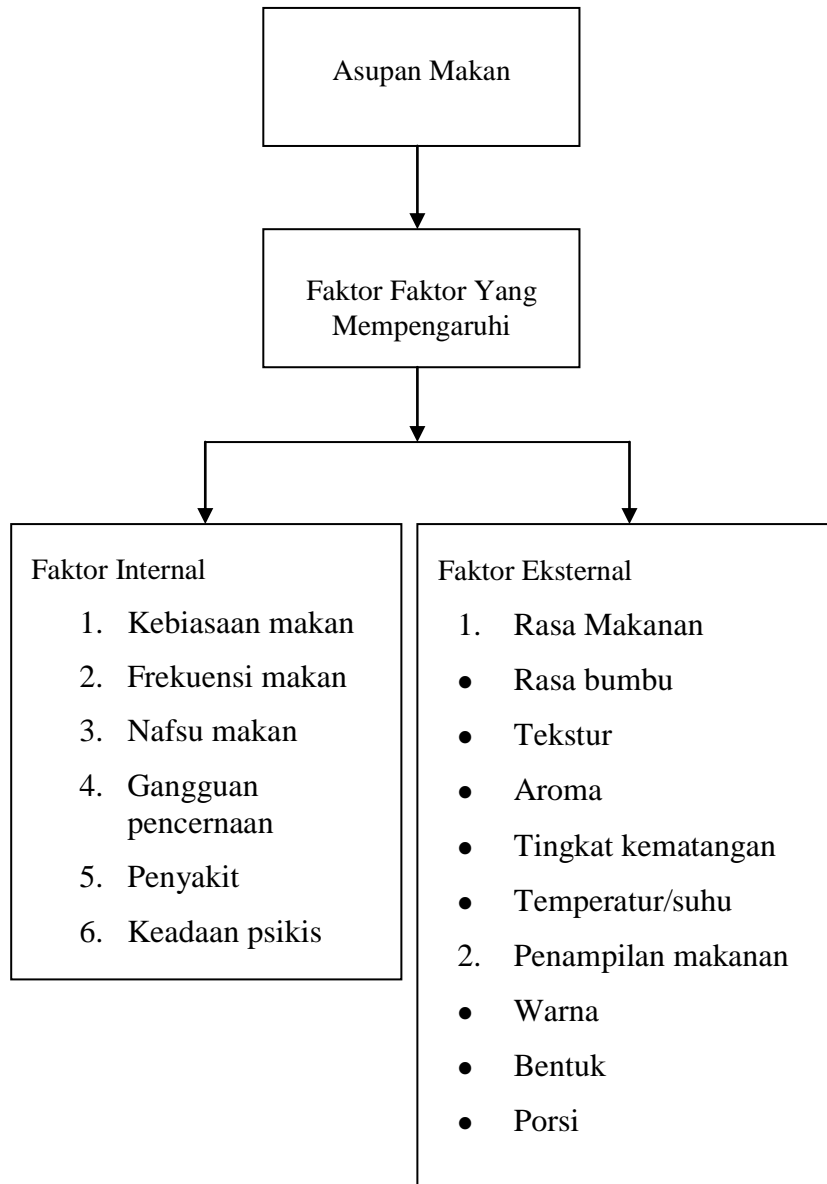 Asupan Makan
Faktor Faktor Yang
Mempengaruhi
Faktor Internal
1. Kebiasaan makan
2. Frekuensi makan
3. Nafsu makan
4. Gangguan
pencernaan
5. Penyakit
6. Keadaan psikis
Faktor Eksternal
1. Rasa Makanan
● Rasa bumbu
● Tekstur
● Aroma
● Tingkat kematangan
● Temperatur/suhu
2. Penampilan makanan
● Warna
● Bentuk
● Porsi